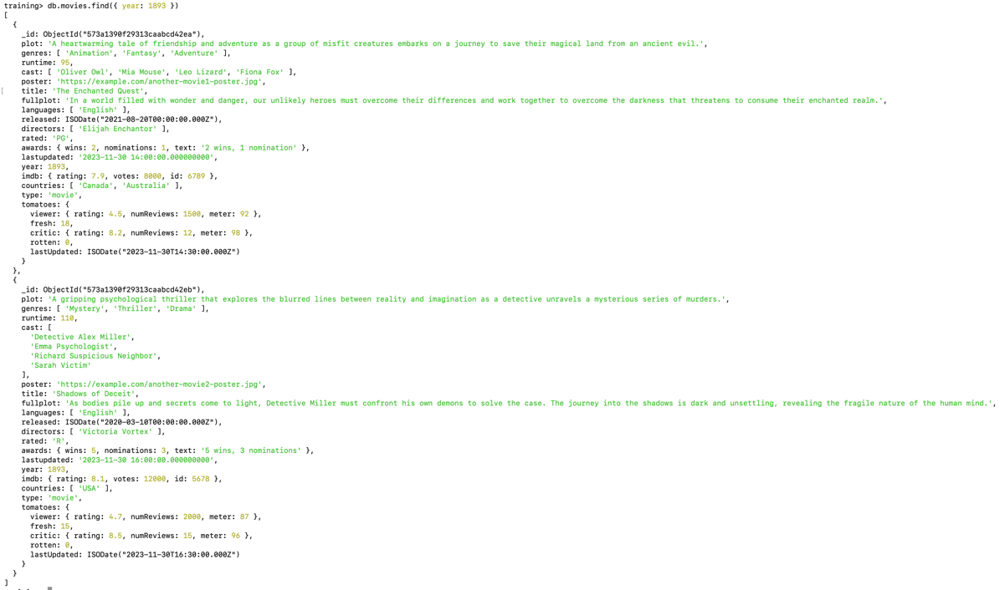 training> db.movies.find({ year: 1893 })
[
  {
    _id: ObjectId("573a1390f29313caabcd42ea"),
    plot: 'A heartwarming tale of friendship and adventure as a group of misfit creatures embarks on a journey to save their magical land from an ancient evil.',
    genres: [ 'Animation', 'Fantasy', 'Adventure' ],
    runtime: 95,
    cast: [ 'Oliver Owl', 'Mia Mouse', 'Leo Lizard', 'Fiona Fox' ],
    poster: 'https://example.com/another-movie1-poster.jpg',
[    title: 'The Enchanted Quest',
    fullplot: 'In a world filled with wonder and danger, our unlikely heroes must overcome their differences and work together to overcome the darkness that threatens to consume their enchanted realm.',
    languages: [ 'English' ],
    released: ISODate("2021-08-20T00:00:00.000Z"),
    directors: [ 'Elijah Enchantor' ],
    rated: 'PG',
    awards: { wins: 2, nominations: 1, text: '2 wins, 1 nomination' },
    lastupdated: '2023-11-30 14:00:00.000000000',
    year: 1893,
    imdb: { rating: 7.9, votes: 8000, id: 6789 },
    countries: [ 'Canada', 'Australia' ],
    type: 'movie',
    tomatoes: {
      viewer: { rating: 4.5, numReviews: 1500, meter: 92 },
      fresh: 18,
      critic: { rating: 8.2, numReviews: 12, meter: 98 },
      rotten: 0,
      lastUpdated: ISODate("2023-11-30T14:30:00.000Z")
    }
  },
  {
    _id: ObjectId("573a1390f29313caabcd42eb"),
    plot: 'A gripping psychological thriller that explores the blurred lines between reality and imagination as a detective unravels a mysterious series of murders.',
    genres: [ 'Mystery', 'Thriller', 'Drama' ],
    runtime: 110,
    cast: [
      'Detective Alex Miller',
      'Emma Psychologist',
      'Richard Suspicious Neighbor',
      'Sarah Victim'
    ],
    poster: 'https://example.com/another-movie2-poster.jpg',
    title: 'Shadows of Deceit',
    fullplot: 'As bodies pile up and secrets come to light, Detective Miller must confront his own demons to solve the case. The journey into the shadows is dark and unsettling, revealing the fragile nature of the human mind.',
    languages: [ 'English' ],
    released: ISODate("2020-03-10T00:00:00.000Z"),
    directors: [ 'Victoria Vortex' ],
    rated: 'R',
    awards: { wins: 5, nominations: 3, text: '5 wins, 3 nominations' },
    lastupdated: '2023-11-30 16:00:00.000000000',
    year: 1893,
    imdb: { rating: 8.1, votes: 12000, id: 5678 },
    countries: [ 'USA' ],
    type: 'movie',
    tomatoes: {
      viewer: { rating: 4.7, numReviews: 2000, meter: 87 },
      fresh: 15,
      critic: { rating: 8.5, numReviews: 15, meter: 96 },
      rotten: 0,
      lastUpdated: ISODate("2023-11-30T16:30:00.000Z")
    }
  }
]